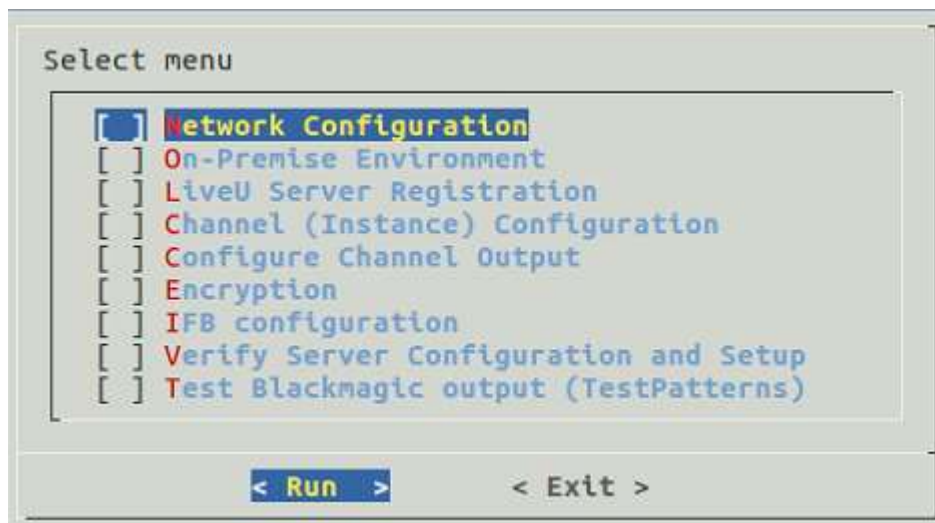 Select menu
[ ] Network Configuration
[ ] On-Premise Environment
[ ] LiveU Server Registration
[ ] Channel (Instance) Configuration
[ ] Configure Channel Output
[ ] Encryption
[ ] IFB configuration
[ ] Verify Server Configuration and Setup
[ ] Test Blackmagic output (TestPatterns)
< Run > < Exit >